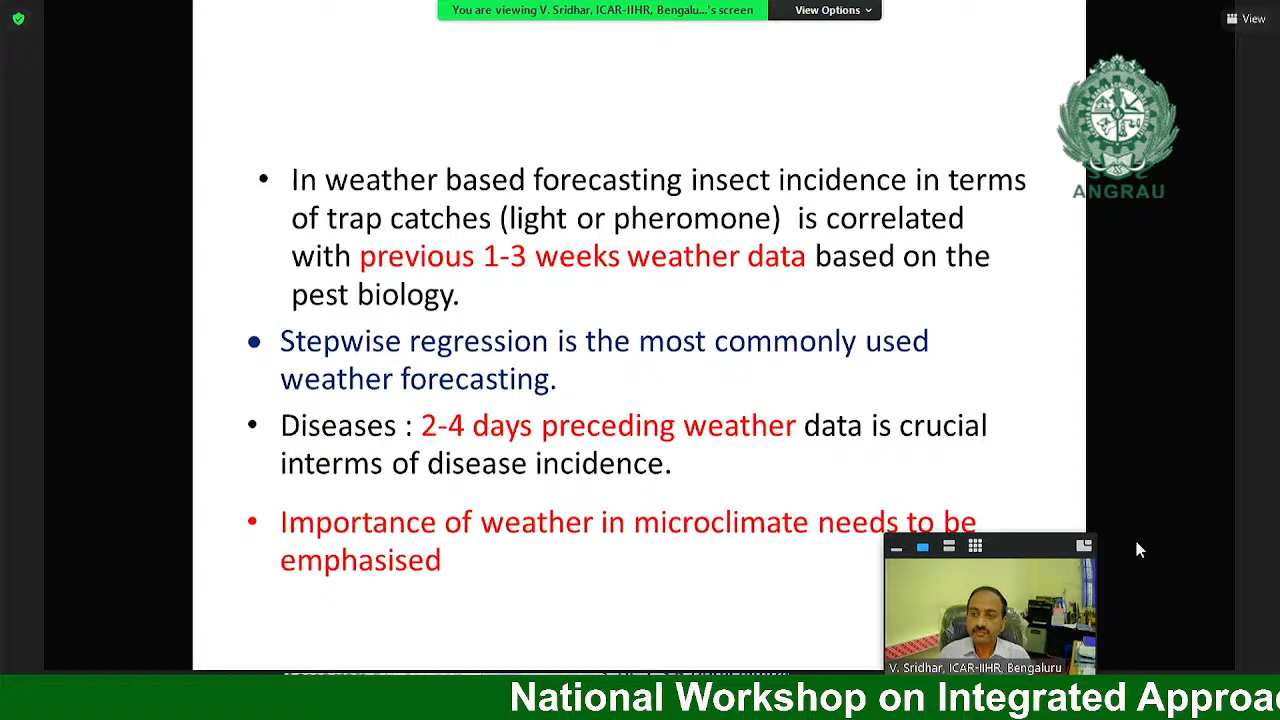 You are viewing V. Sridhar, ICAR-IIHR, Bengalu...'s screen
View Options
View
ANGRAU
• In weather based forecasting insect incidence in terms
of trap catches (light or pheromone)  is correlated
with previous 1-3 weeks weather data based on the
pest biology.
• Stepwise regression is the most commonly used
weather forecasting.
• Diseases : 2-4 days preceding weather data is crucial
interms of disease incidence.
• Importance of weather in microclimate needs to be
emphasised
V. Sridhar, ICAR-IIHR, Bengaluru
National Workshop on Integrated Approa